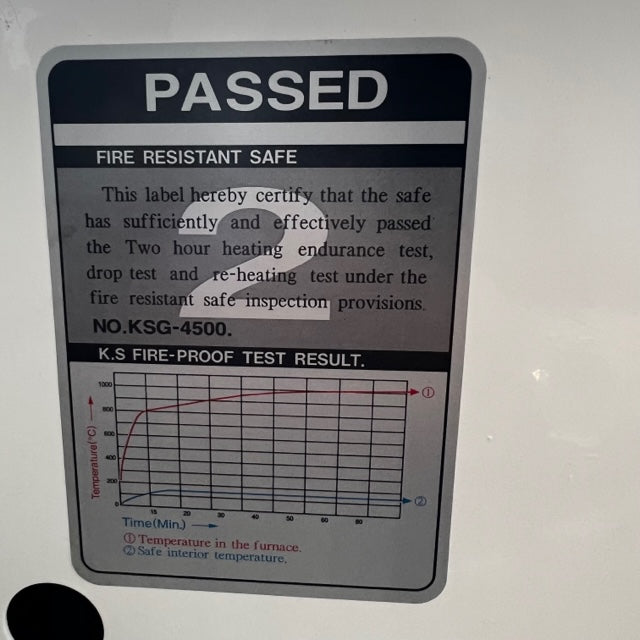 PASSED
FIRE RESISTANT SAFE
2
This label hereby certify that the safe
has sufficiently and effectively passed
the Two hour heating endurance test,
drop test and re-heating test under the
fire resistant safe inspection provisions.
NO.KSG-4500.
K.S FIRE-PROOF TEST RESULT.
1000
800
600
400
200
0
Temperature(°C)
①
②
15 20 30 40 50 60
Time(Min.)
① Temperature in the furnace.
② Safe interior temperature.